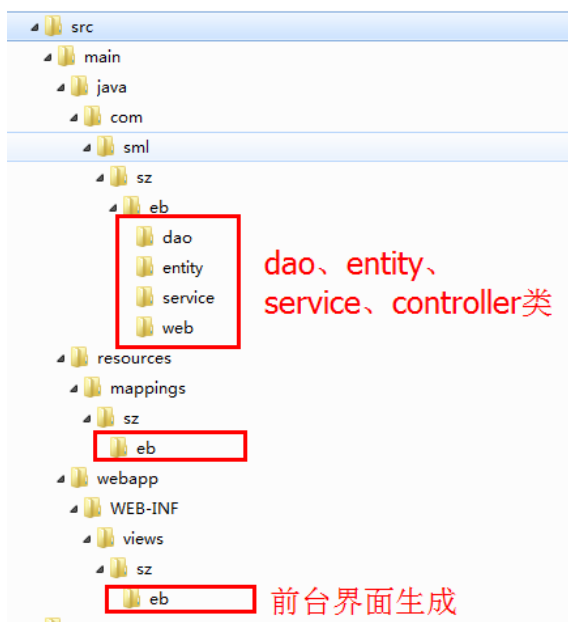 src
main
java
com
sml
sz
eb
dao
entity
service
web
dao、entity、
service、controller类
resources
mappings
sz
eb
webapp
WEB-INF
views
sz
eb
前台界面生成